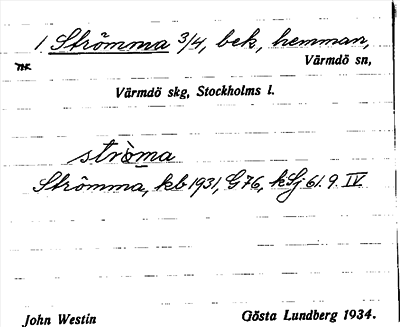 1. Strömma 3/4, bek, hemman,
Värmdö sn,
Värmdö skg, Stockholms l.
strö̀ma
Strömma, kb 1931, G 76, kSj 61. 9. IV.
John Westin
Gösta Lundberg 1934.